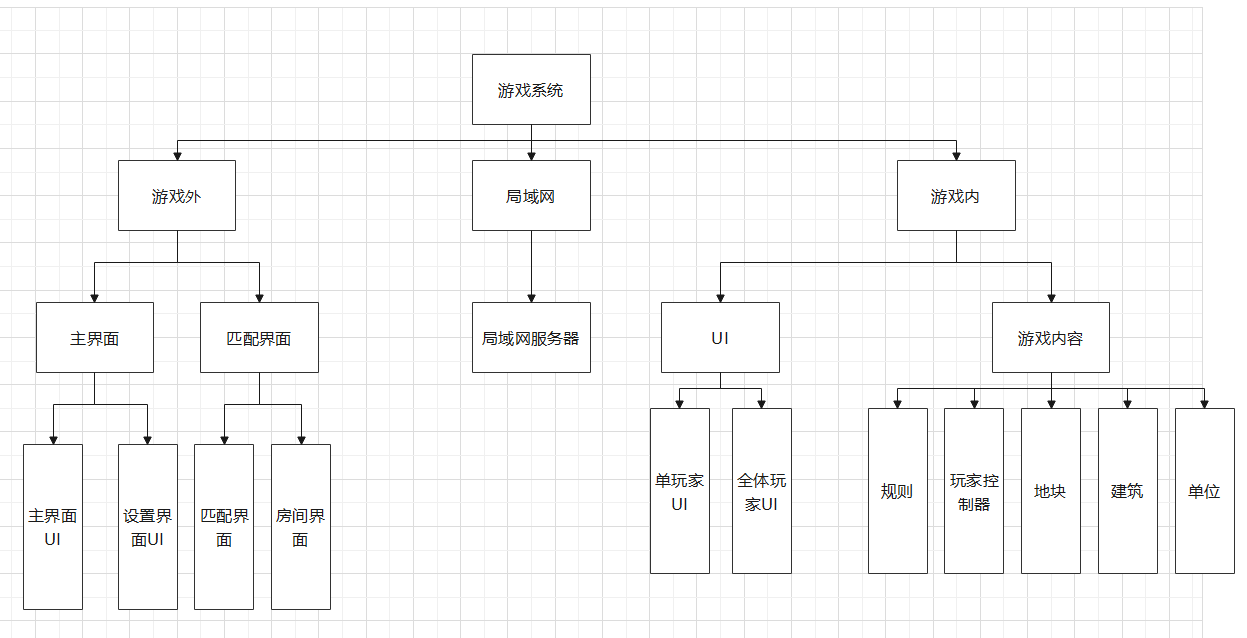 游戏系统
游戏外
局域网
游戏内
主界面
匹配界面
局域网服务器
UI
游戏内容
主界面
UI
设置界
面UI
匹配界
面
房间界
面
单玩家
UI
全体玩
家UI
规则
玩家控
制器
地块
建筑
单位